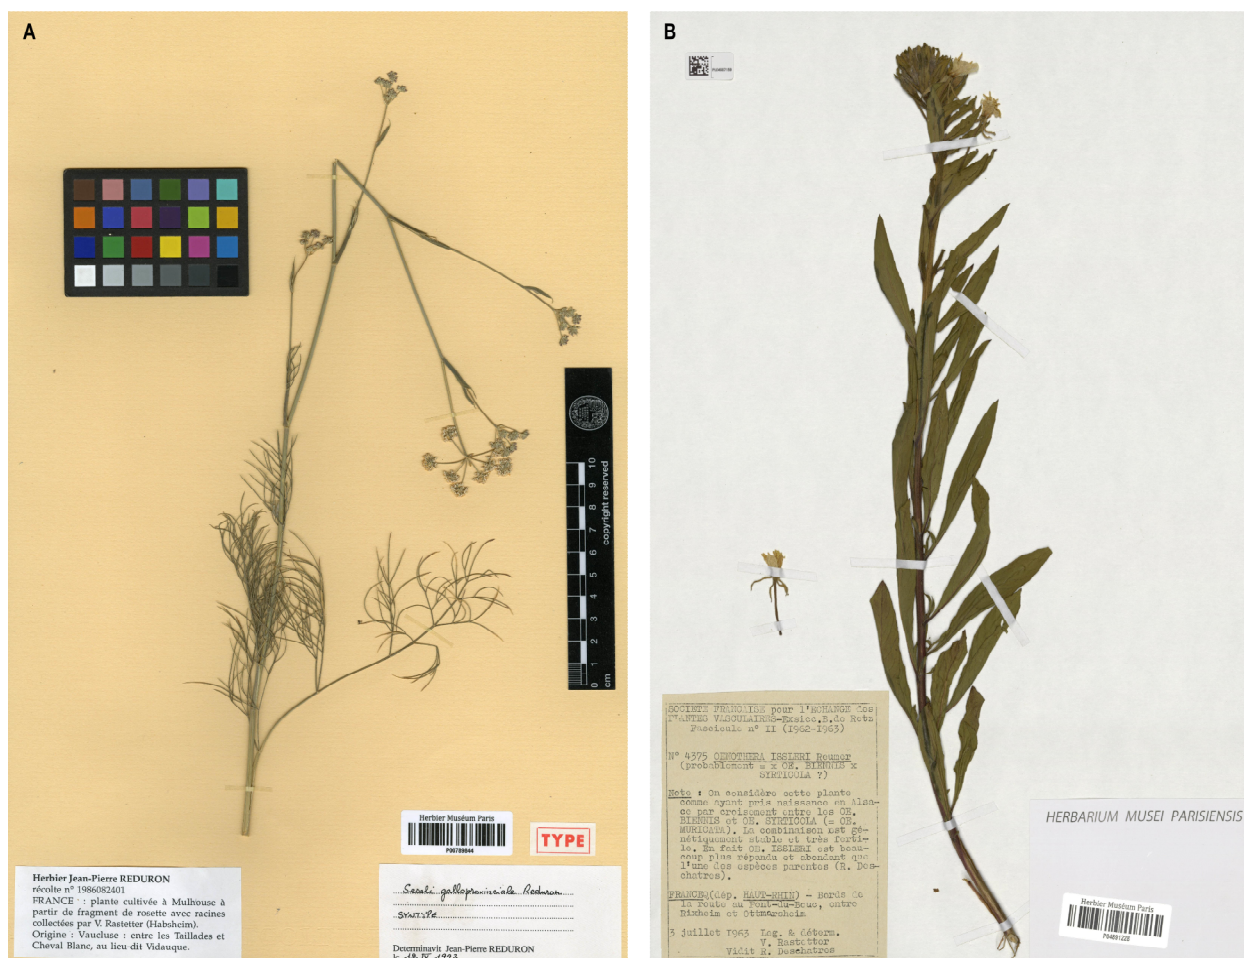 A
copyright reserved
10
9
8
7
6
5
4
3
2
1
0
cm
Herbier Muséum Paris
P06789844
TYPE
Herbier Jean-Pierre REDURON
récolte n° 1986082401
FRANCE : plante cultivée à Mulhouse à
partir de fragment de rosette avec racines
collectées par V. Rastetter (Habsheim).
Origine : Vaucluse : entre les Taillades et
Cheval Blanc, au lieu-dit Vidauque.
Seseli galloprovinciale Reduron
SYNTYPE
Determinavit Jean-Pierre REDURON
B
SOCIETE FRANCAISE pour l'ECHANGE des
PLANTES VASCULAIRES-Exsicc.B.de Retz
Fascicule n° II (1962-1963)
N° 4375 OENOTHERA ISSLERI Renner
(probablement = x OE. BIENNIS x
SYRTICOLA ?)
Note : On considère cette plante
comme ayant pris naissance en Alsa-
ce par croisement entre les OE.
BIENNIS et OE. SYRTICOLA (= OE.
MURICATA). La combinaison est gé-
nétiquement stable et très ferti-
le. En fait OE. ISSLERI est beau-
coup plus répandu et abondant que
l'une des espèces parentes (R. Des-
chatres).
FRANCE (dép. HAUT-RHIN) - Bords de
la route au Pont-du-Bouc, entre
Rixheim et Ottmarsheim
3 juillet 1963 Leg. & déterm.
V. Rastetter
Vidit R. Deschatres
HERBARIUM MUSEI PARISIENSIS
Herbier Muséum Paris
P04891228